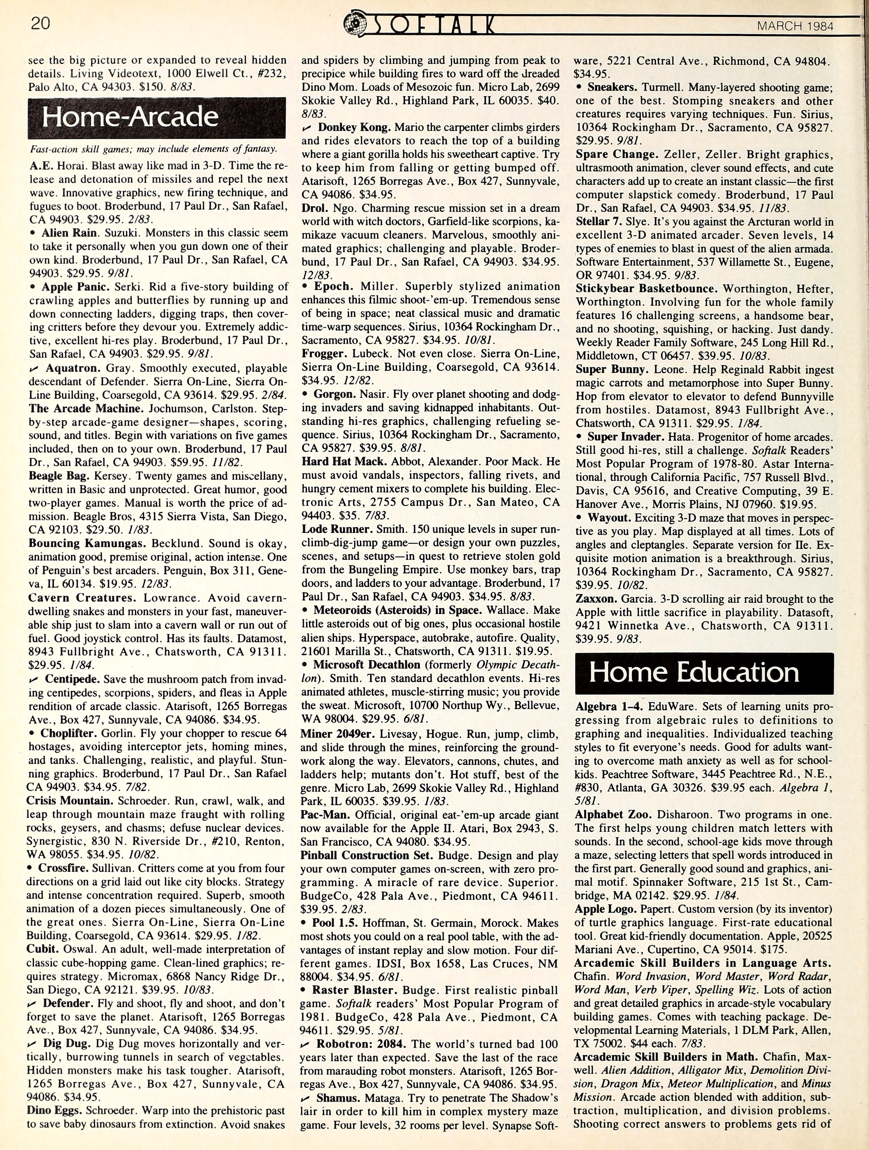 20
SOFTALK
MARCH 1984
see the big picture or expanded to reveal hidden
details. Living Videotext, 1000 Elwell Ct., #232,
Palo Alto, CA 94303. $150. 8/83.
Home-Arcade
Fast-action skill games; may include elements of fantasy.
A.E. Horai. Blast away like mad in 3-D. Time the re-
lease and detonation of missiles and repel the next
wave. Innovative graphics, new firing technique, and
fugues to boot. Broderbund, 17 Paul Dr., San Rafael,
CA 94903. $29.95. 2/83.
• Alien Rain. Suzuki. Monsters in this classic seem
to take it personally when you gun down one of their
own kind. Broderbund, 17 Paul Dr., San Rafael, CA
94903. $29.95. 9/81.
• Apple Panic. Serki. Rid a five-story building of
crawling apples and butterflies by running up and
down connecting ladders, digging traps, then cover-
ing critters before they devour you. Extremely addic-
tive, excellent hi-res play. Broderbund, 17 Paul Dr.,
San Rafael, CA 94903. $29.95. 9/81.
✓ Aquatron. Gray. Smoothly executed, playable
descendant of Defender. Sierra On-Line, Sierra On-
Line Building, Coarsegold, CA 93614. $29.95. 2/84.
The Arcade Machine. Jochumson, Carlston. Step-
by-step arcade-game designer—shapes, scoring,
sound, and titles. Begin with variations on five games
included, then on to your own. Broderbund, 17 Paul
Dr., San Rafael, CA 94903. $59.95. 11/82.
Beagle Bag. Kersey. Twenty games and miscellany,
written in Basic and unprotected. Great humor, good
two-player games. Manual is worth the price of ad-
mission. Beagle Bros, 4315 Sierra Vista, San Diego,
CA 92103. $29.50. 1/83.
Bouncing Kamungas. Becklund. Sound is okay,
animation good, premise original, action intense. One
of Penguin's best arcaders. Penguin, Box 311, Gene-
va, IL 60134. $19.95. 12/83.
Cavern Creatures. Lowrance. Avoid cavern-
dwelling snakes and monsters in your fast, maneuver-
able ship just to slam into a cavern wall or run out of
fuel. Good joystick control. Has its faults. Datamost,
8943 Fullbright Ave., Chatsworth, CA 91311.
$29.95. 1/84.
✓ Centipede. Save the mushroom patch from invad-
ing centipedes, scorpions, spiders, and fleas in Apple
rendition of arcade classic. Atarisoft, 1265 Borregas
Ave., Box 427, Sunnyvale, CA 94086. $34.95.
• Choplifter. Gorlin. Fly your chopper to rescue 64
hostages, avoiding interceptor jets, homing mines,
and tanks. Challenging, realistic, and playful. Stun-
ning graphics. Broderbund, 17 Paul Dr., San Rafael
CA 94903. $34.95. 7/82.
Crisis Mountain. Schroeder. Run, crawl, walk, and
leap through mountain maze fraught with rolling
rocks, geysers, and chasms; defuse nuclear devices.
Synergistic, 830 N. Riverside Dr., #210, Renton,
WA 98055. $34.95. 10/82.
• Crossfire. Sullivan. Critters come at you from four
directions on a grid laid out like city blocks. Strategy
and intense concentration required. Superb, smooth
animation of a dozen pieces simultaneously. One of
the great ones. Sierra On-Line, Sierra On-Line
Building, Coarsegold, CA 93614. $29.95. 1/82.
Cubit. Oswal. An adult, well-made interpretation of
classic cube-hopping game. Clean-lined graphics; re-
quires strategy. Micromax, 6868 Nancy Ridge Dr.,
San Diego, CA 92121. $39.95. 10/83.
✓ Defender. Fly and shoot, fly and shoot, and don't
forget to save the planet. Atarisoft, 1265 Borregas
Ave., Box 427, Sunnyvale, CA 94086. $34.95.
✓ Dig Dug. Dig Dug moves horizontally and ver-
tically, burrowing tunnels in search of vegetables.
Hidden monsters make his task tougher. Atarisoft,
1265 Borregas Ave., Box 427, Sunnyvale, CA
94086. $34.95.
Dino Eggs. Schroeder. Warp into the prehistoric past
to save baby dinosaurs from extinction. Avoid snakes
and spiders by climbing and jumping from peak to
precipice while building fires to ward off the dreaded
Dino Mom. Loads of Mesozoic fun. Micro Lab, 2699
Skokie Valley Rd., Highland Park, IL 60035. $40.
8/83.
✓ Donkey Kong. Mario the carpenter climbs girders
and rides elevators to reach the top of a building
where a giant gorilla holds his sweetheart captive. Try
to keep him from falling or getting bumped off.
Atarisoft, 1265 Borregas Ave., Box 427, Sunnyvale,
CA 94086. $34.95.
Drol. Ngo. Charming rescue mission set in a dream
world with witch doctors, Garfield-like scorpions, ka-
mikaze vacuum cleaners. Marvelous, smoothly ani-
mated graphics; challenging and playable. Broder-
bund, 17 Paul Dr., San Rafael, CA 94903. $34.95.
12/83.
• Epoch. Miller. Superbly stylized animation
enhances this filmic shoot-'em-up. Tremendous sense
of being in space; neat classical music and dramatic
time-warp sequences. Sirius, 10364 Rockingham Dr.,
Sacramento, CA 95827. $34.95. 10/81.
Frogger. Lubeck. Not even close. Sierra On-Line,
Sierra On-Line Building, Coarsegold, CA 93614.
$34.95. 12/82.
• Gorgon. Nasir. Fly over planet shooting and dodg-
ing invaders and saving kidnapped inhabitants. Out-
standing hi-res graphics, challenging refueling se-
quence. Sirius, 10364 Rockingham Dr., Sacramento,
CA 95827. $39.95. 8/81.
Hard Hat Mack. Abbot, Alexander. Poor Mack. He
must avoid vandals, inspectors, falling rivets, and
hungry cement mixers to complete his building. Elec-
tronic Arts, 2755 Campus Dr., San Mateo, CA
94403. $35. 7/83.
Lode Runner. Smith. 150 unique levels in super run-
climb-dig-jump game—or design your own puzzles,
scenes, and setups—in quest to retrieve stolen gold
from the Bungeling Empire. Use monkey bars, trap
doors, and ladders to your advantage. Broderbund, 17
Paul Dr., San Rafael, CA 94903. $34.95. 8/83.
• Meteoroids (Asteroids) in Space. Wallace. Make
little asteroids out of big ones, plus occasional hostile
alien ships. Hyperspace, autobrake, autofire. Quality,
21601 Marilla St., Chatsworth, CA 91311. $19.95.
• Microsoft Decathlon (formerly Olympic Decath-
lon). Smith. Ten standard decathlon events. Hi-res
animated athletes, muscle-stirring music; you provide
the sweat. Microsoft, 10700 Northup Wy., Bellevue,
WA 98004. $29.95. 6/81.
Miner 2049er. Livesay, Hogue. Run, jump, climb,
and slide through the mines, reinforcing the ground-
work along the way. Elevators, cannons, chutes, and
ladders help; mutants don't. Hot stuff, best of the
genre. Micro Lab, 2699 Skokie Valley Rd., Highland
Park, IL 60035. $39.95. 1/83.
Pac-Man. Official, original eat-'em-up arcade giant
now available for the Apple II. Atari, Box 2943, S.
San Francisco, CA 94080. $34.95.
Pinball Construction Set. Budge. Design and play
your own computer games on-screen, with zero pro-
gramming. A miracle of rare device. Superior.
BudgeCo, 428 Pala Ave., Piedmont, CA 94611.
$39.95. 2/83.
• Pool 1.5. Hoffman, St. Germain, Morock. Makes
most shots you could on a real pool table, with the ad-
vantages of instant replay and slow motion. Four dif-
ferent games. IDSI, Box 1658, Las Cruces, NM
88004. $34.95. 6/81.
• Raster Blaster. Budge. First realistic pinball
game. Softalk readers' Most Popular Program of
1981. BudgeCo, 428 Pala Ave., Piedmont, CA
94611. $29.95. 5/81.
✓ Robotron: 2084. The world's turned bad 100
years later than expected. Save the last of the race
from marauding robot monsters. Atarisoft, 1265 Bor-
regas Ave., Box 427, Sunnyvale, CA 94086. $34.95.
✓ Shamus. Mataga. Try to penetrate The Shadow's
lair in order to kill him in complex mystery maze
game. Four levels, 32 rooms per level. Synapse Soft-
ware, 5221 Central Ave., Richmond, CA 94804.
$34.95.
• Sneakers. Turmell. Many-layered shooting game;
one of the best. Stomping sneakers and other
creatures requires varying techniques. Fun. Sirius,
10364 Rockingham Dr., Sacramento, CA 95827.
$29.95. 9/81.
Spare Change. Zeller, Zeller. Bright graphics,
ultrasmooth animation, clever sound effects, and cute
characters add up to create an instant classic—the first
computer slapstick comedy. Broderbund, 17 Paul
Dr., San Rafael, CA 94903. $34.95. 11/83.
Stellar 7. Slye. It's you against the Arcturan world in
excellent 3-D animated arcader. Seven levels, 14
types of enemies to blast in quest of the alien armada.
Software Entertainment, 537 Willamette St., Eugene,
OR 97401. $34.95. 9/83.
Stickybear Basketbounce. Worthington, Hefter,
Worthington. Involving fun for the whole family
features 16 challenging screens, a handsome bear,
and no shooting, squishing, or hacking. Just dandy.
Weekly Reader Family Software, 245 Long Hill Rd.,
Middletown, CT 06457. $39.95. 10/83.
Super Bunny. Leone. Help Reginald Rabbit ingest
magic carrots and metamorphose into Super Bunny.
Hop from elevator to elevator to defend Bunnyville
from hostiles. Datamost, 8943 Fullbright Ave.,
Chatsworth, CA 91311. $29.95. 1/84.
• Super Invader. Hata. Progenitor of home arcades.
Still good hi-res, still a challenge. Softalk Readers'
Most Popular Program of 1978-80. Astar Interna-
tional, through California Pacific, 757 Russell Blvd.,
Davis, CA 95616, and Creative Computing, 39 E.
Hanover Ave., Morris Plains, NJ 07960. $19.95.
• Wayout. Exciting 3-D maze that moves in perspec-
tive as you play. Map displayed at all times. Lots of
angles and cleptangles. Separate version for IIe. Ex-
quisite motion animation is a breakthrough. Sirius,
10364 Rockingham Dr., Sacramento, CA 95827.
$39.95. 10/82.
Zaxxon. Garcia. 3-D scrolling air raid brought to the
Apple with little sacrifice in playability. Datasoft,
9421 Winnetka Ave., Chatsworth, CA 91311.
$39.95. 9/83.
Home Education
Algebra 1–4. EduWare. Sets of learning units pro-
gressing from algebraic rules to definitions to
graphing and inequalities. Individualized teaching
styles to fit everyone's needs. Good for adults want-
ing to overcome math anxiety as well as for school-
kids. Peachtree Software, 3445 Peachtree Rd., N.E.,
#830, Atlanta, GA 30326. $39.95 each. Algebra 1,
5/81.
Alphabet Zoo. Disharoon. Two programs in one.
The first helps young children match letters with
sounds. In the second, school-age kids move through
a maze, selecting letters that spell words introduced in
the first part. Generally good sound and graphics, ani-
mal motif. Spinnaker Software, 215 1st St., Cam-
bridge, MA 02142. $29.95. 1/84.
Apple Logo. Papert. Custom version (by its inventor)
of turtle graphics language. First-rate educational
tool. Great kid-friendly documentation. Apple, 20525
Mariani Ave., Cupertino, CA 95014. $175.
Arcademic Skill Builders in Language Arts.
Chafin. Word Invasion, Word Master, Word Radar,
Word Man, Verb Viper, Spelling Wiz. Lots of action
and great detailed graphics in arcade-style vocabulary
building games. Comes with teaching package. De-
velopmental Learning Materials, 1 DLM Park, Allen,
TX 75002. $44 each. 7/83.
Arcademic Skill Builders in Math. Chafin, Max-
well. Alien Addition, Alligator Mix, Demolition Divi-
sion, Dragon Mix, Meteor Multiplication, and Minus
Mission. Arcade action blended with addition, sub-
traction, multiplication, and division problems.
Shooting correct answers to problems gets rid of